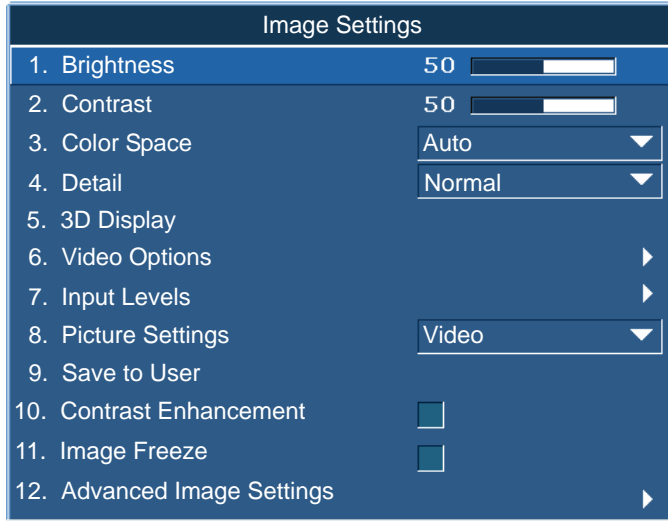 Image Settings
1. Brightness 50
2. Contrast 50
3. Color Space Auto
4. Detail Normal
5. 3D Display
6. Video Options
7. Input Levels
8. Picture Settings Video
9. Save to User
10. Contrast Enhancement
11. Image Freeze
12. Advanced Image Settings